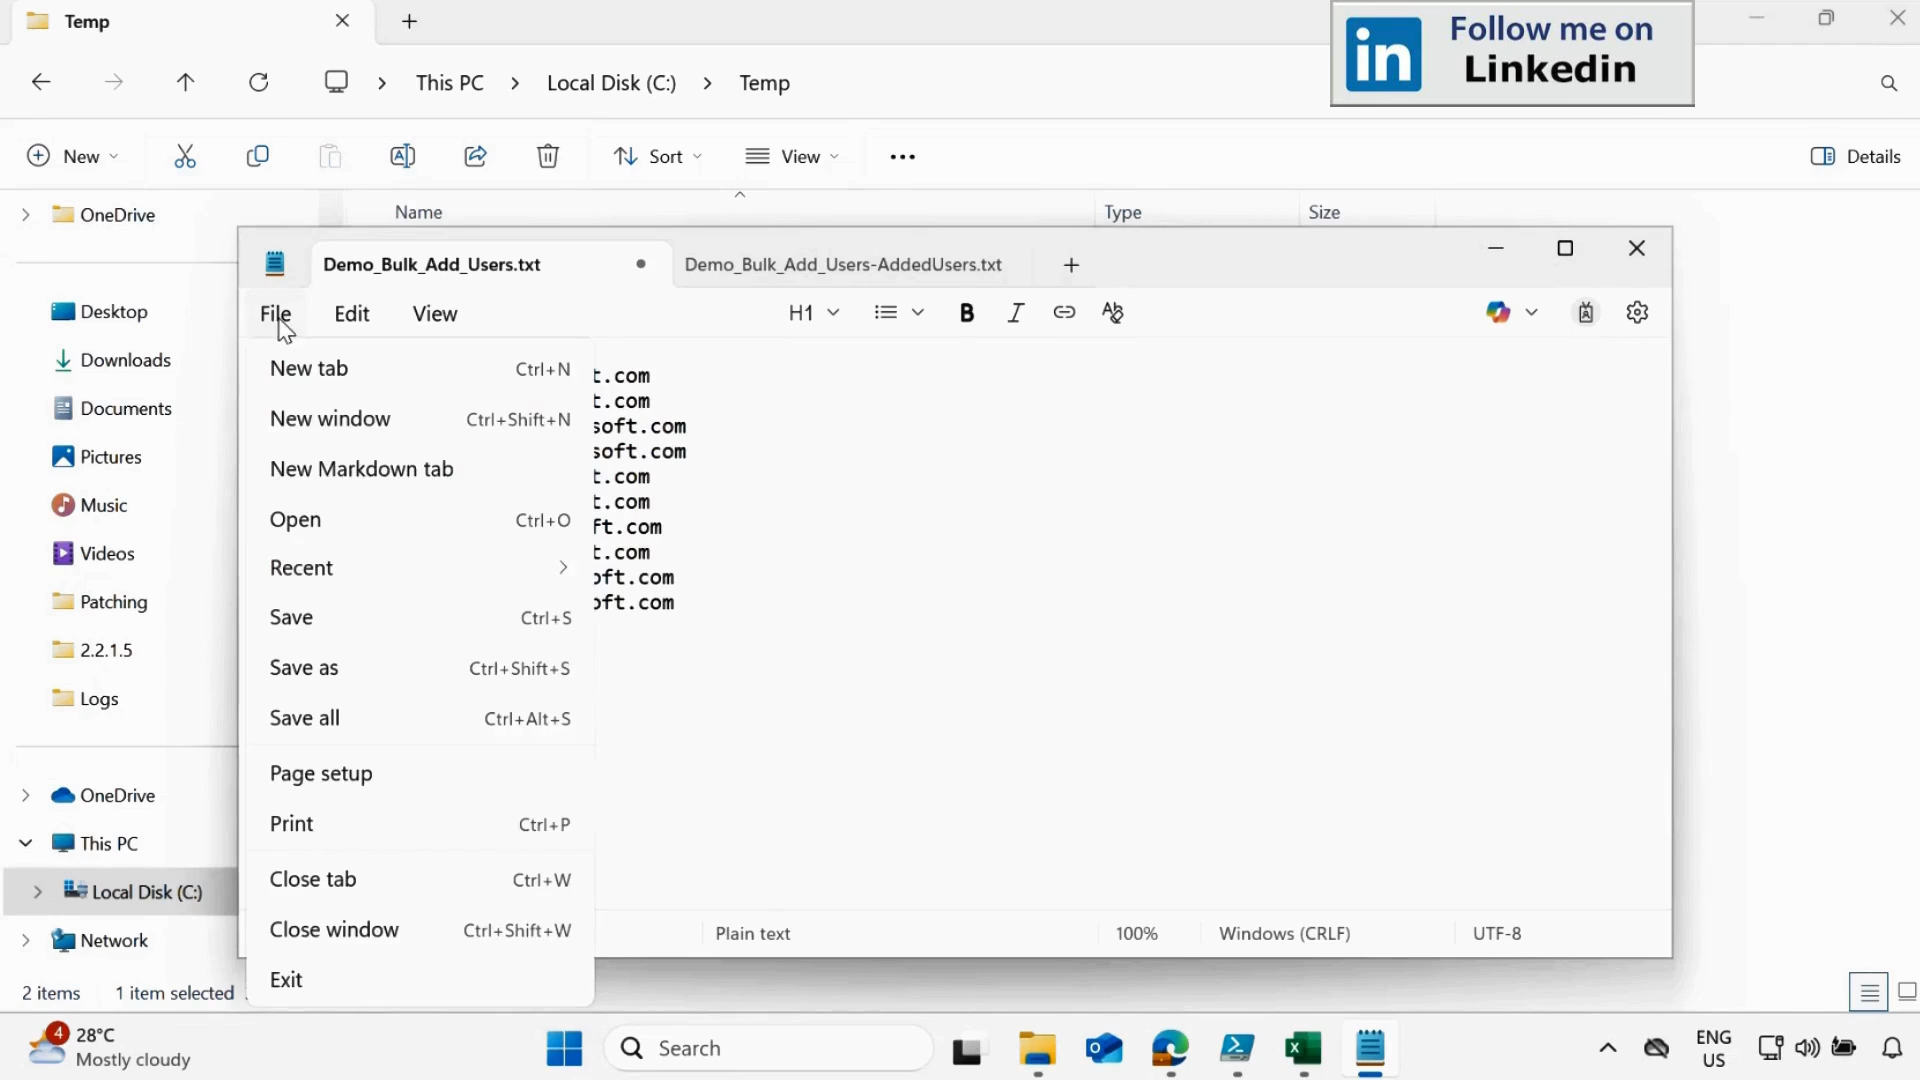 Temp
Follow me on
Linkedin
in
This PC
Local Disk (C:)
Temp
New
Sort
View
Details
OneDrive
Name
Type
Size
Demo_Bulk_Add_Users.txt
Demo_Bulk_Add_Users-AddedUsers.txt
File
Edit
View
H1
B
I
Desktop
Downloads
Documents
Pictures
Music
Videos
Patching
2.2.1.5
Logs
OneDrive
This PC
Local Disk (C:)
Network
New tab Ctrl+N
New window Ctrl+Shift+N
New Markdown tab
Open Ctrl+O
Recent
Save Ctrl+S
Save as Ctrl+Shift+S
Save all Ctrl+Alt+S
Page setup
Print Ctrl+P
Close tab Ctrl+W
Close window Ctrl+Shift+W
Exit
t.com
t.com
soft.com
soft.com
t.com
t.com
ft.com
t.com
oft.com
oft.com
Plain text
100%
Windows (CRLF)
UTF-8
2 items
1 item selected
4
28°C
Mostly cloudy
Search
ENG
US